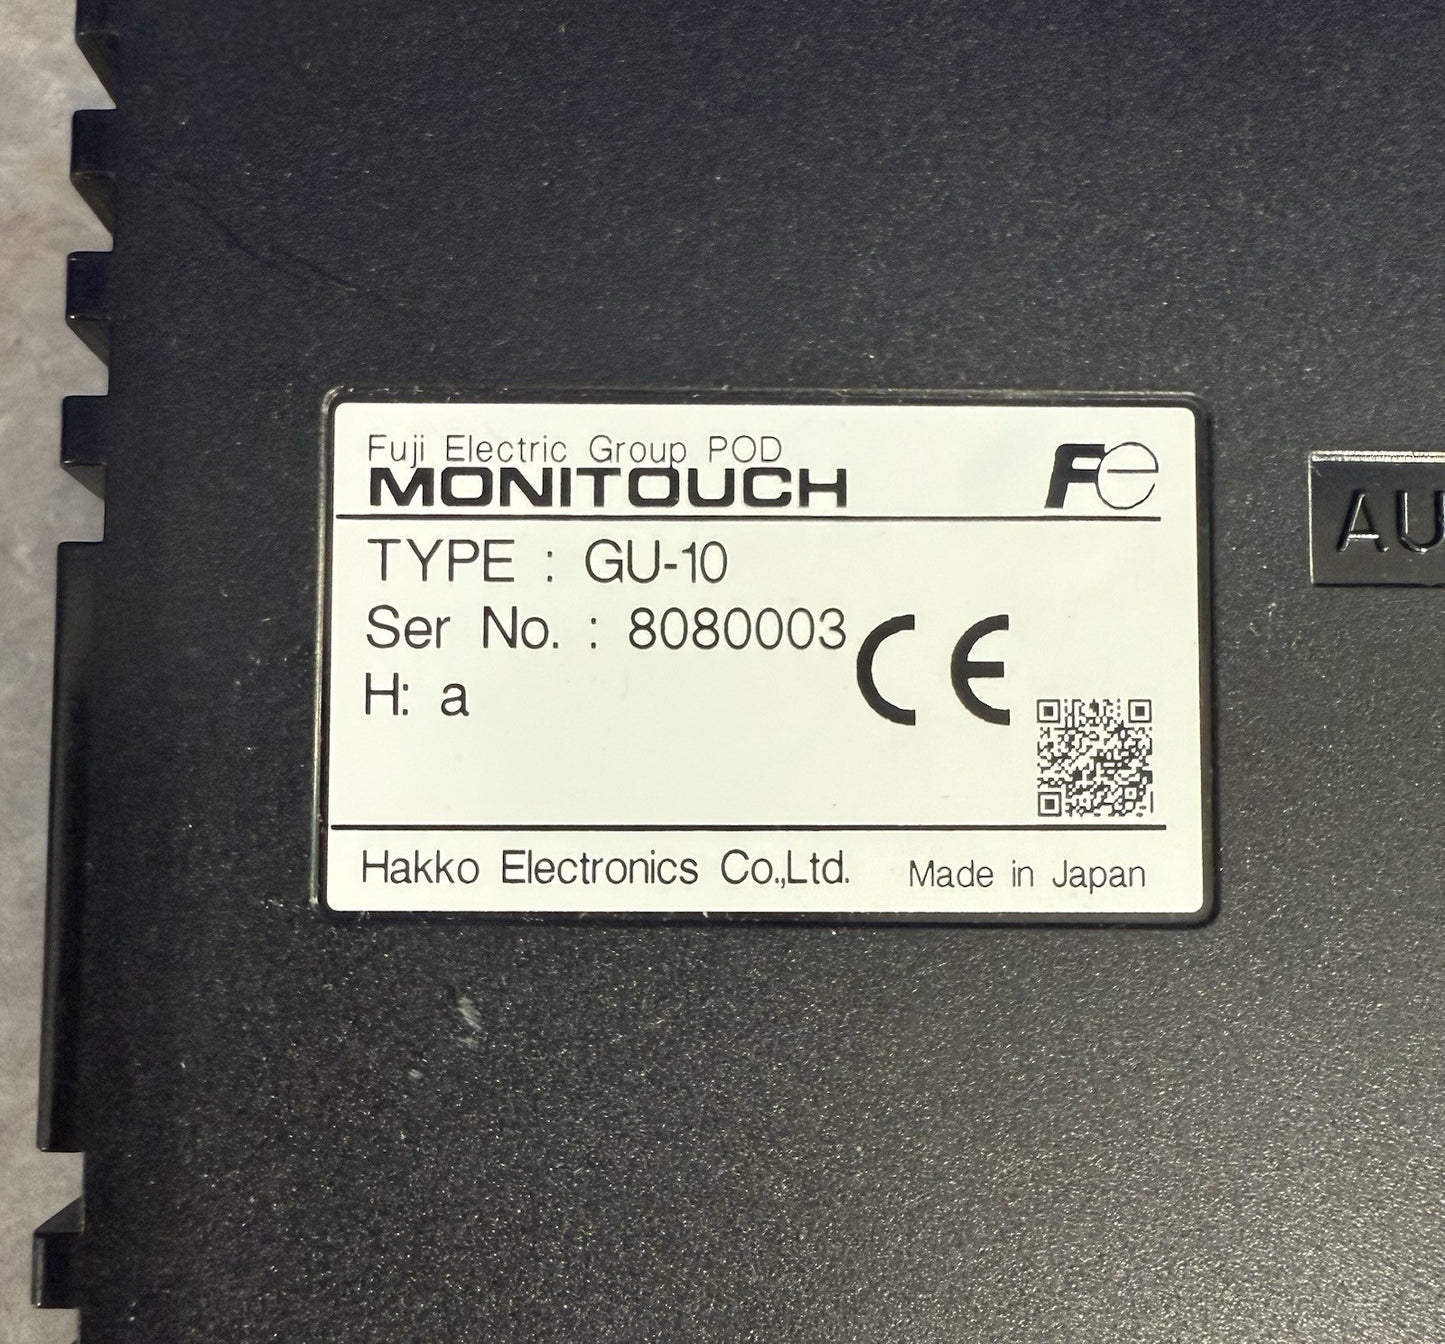 Fuji Electric Group POD
MONITOUCH
Fe
TYPE : GU-10
Ser No. : 8080003
CE
H: a
Hakko Electronics Co.,Ltd.
Made in Japan
AU